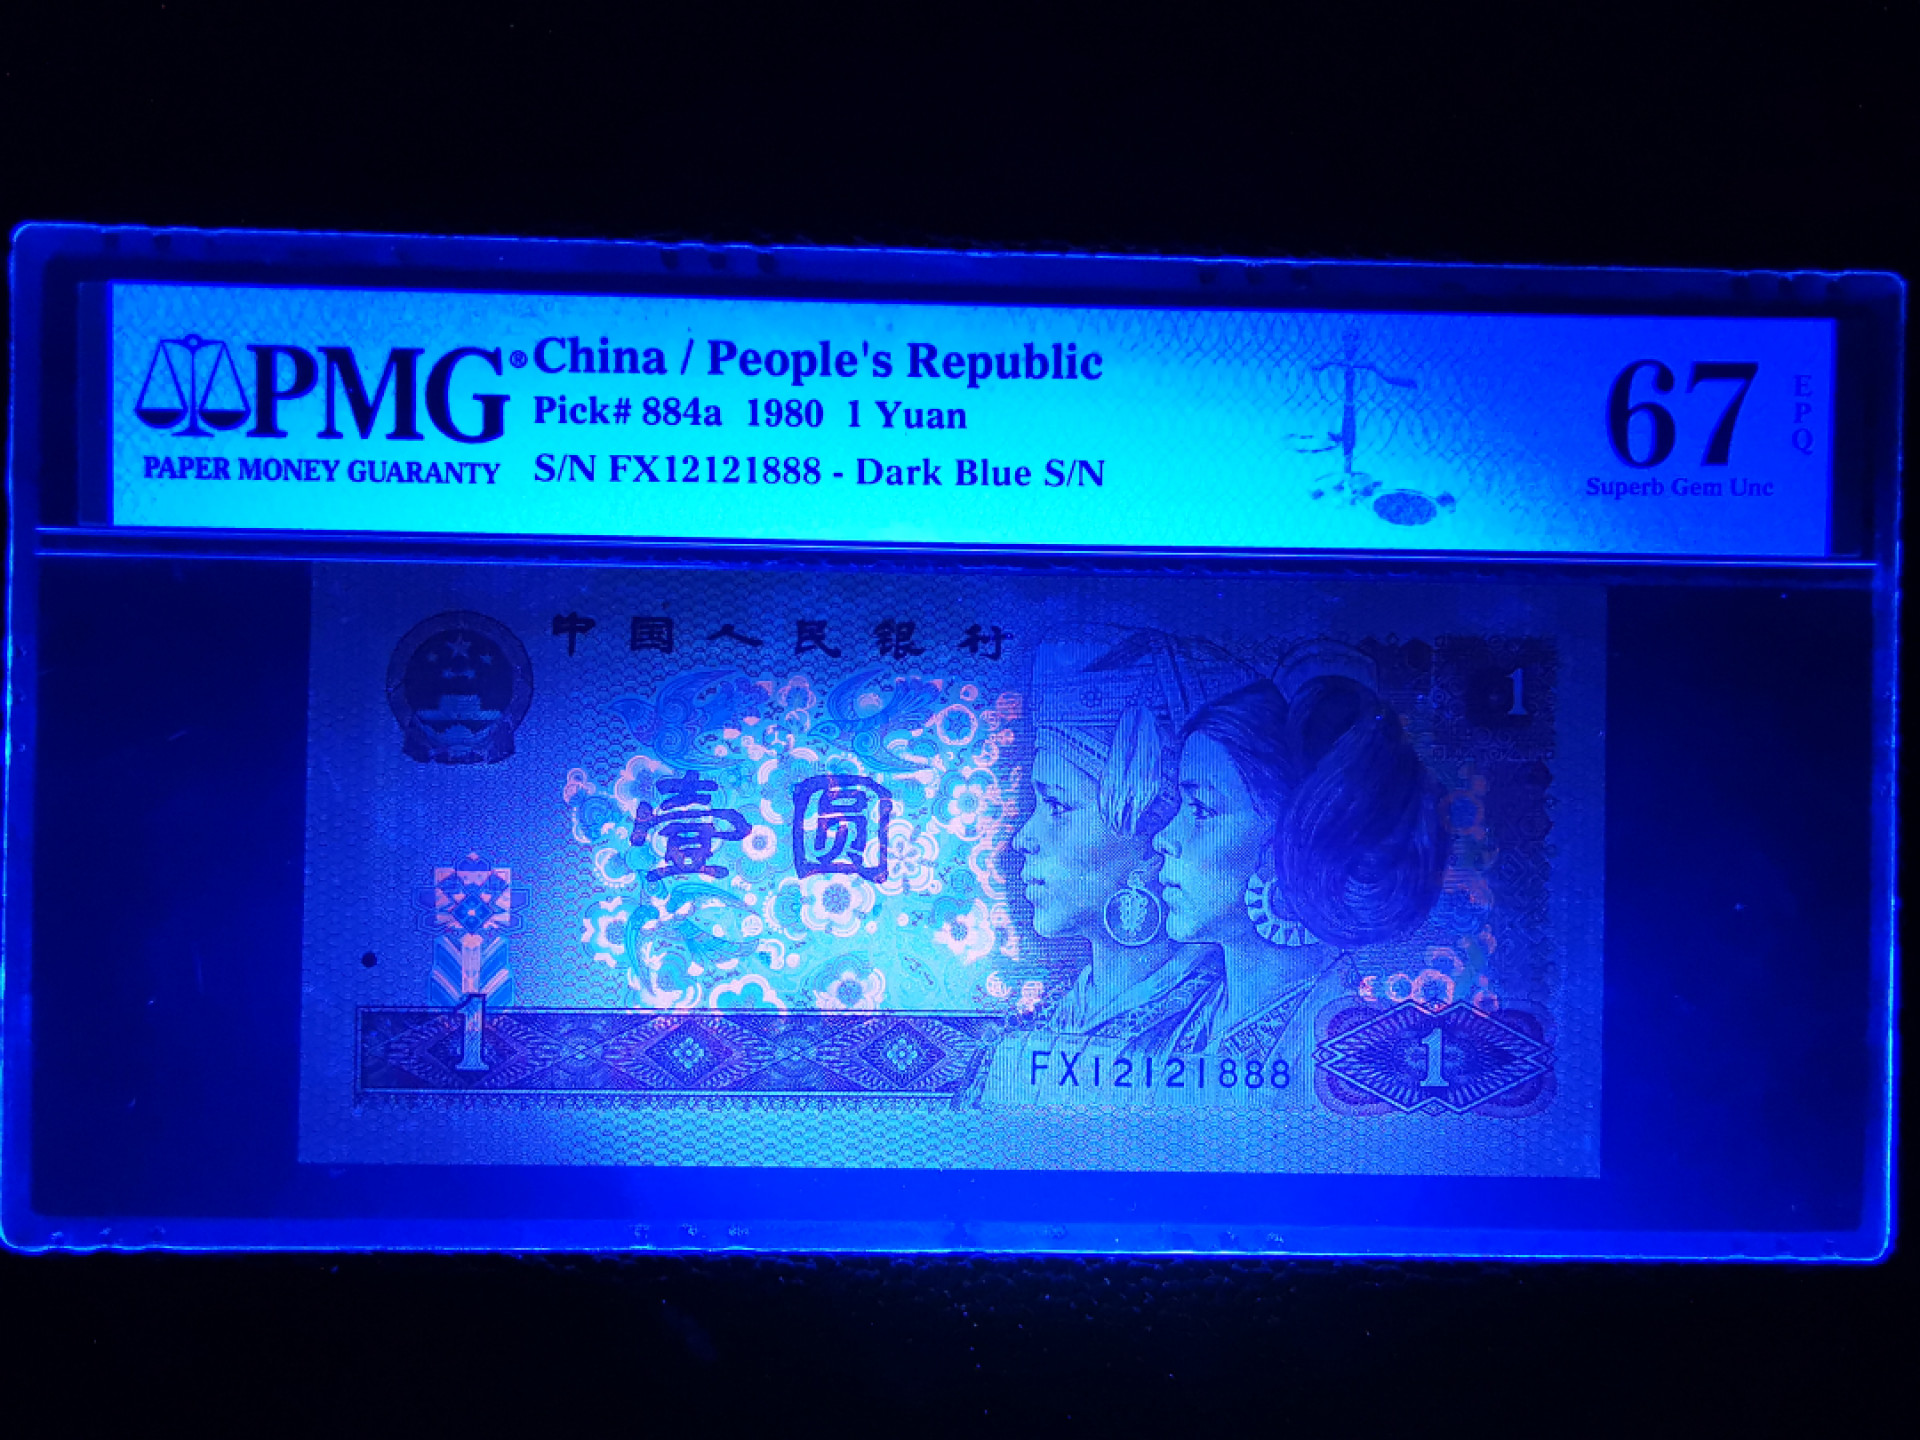 PMG®
PAPER MONEY GUARANTY
China / People's Republic
Pick# 884a 1980 1 Yuan
S/N FX12121888 - Dark Blue S/N
67
EPQ
Superb Gem Unc
中国人民银行
1
壹圆
1
FX12121888
1